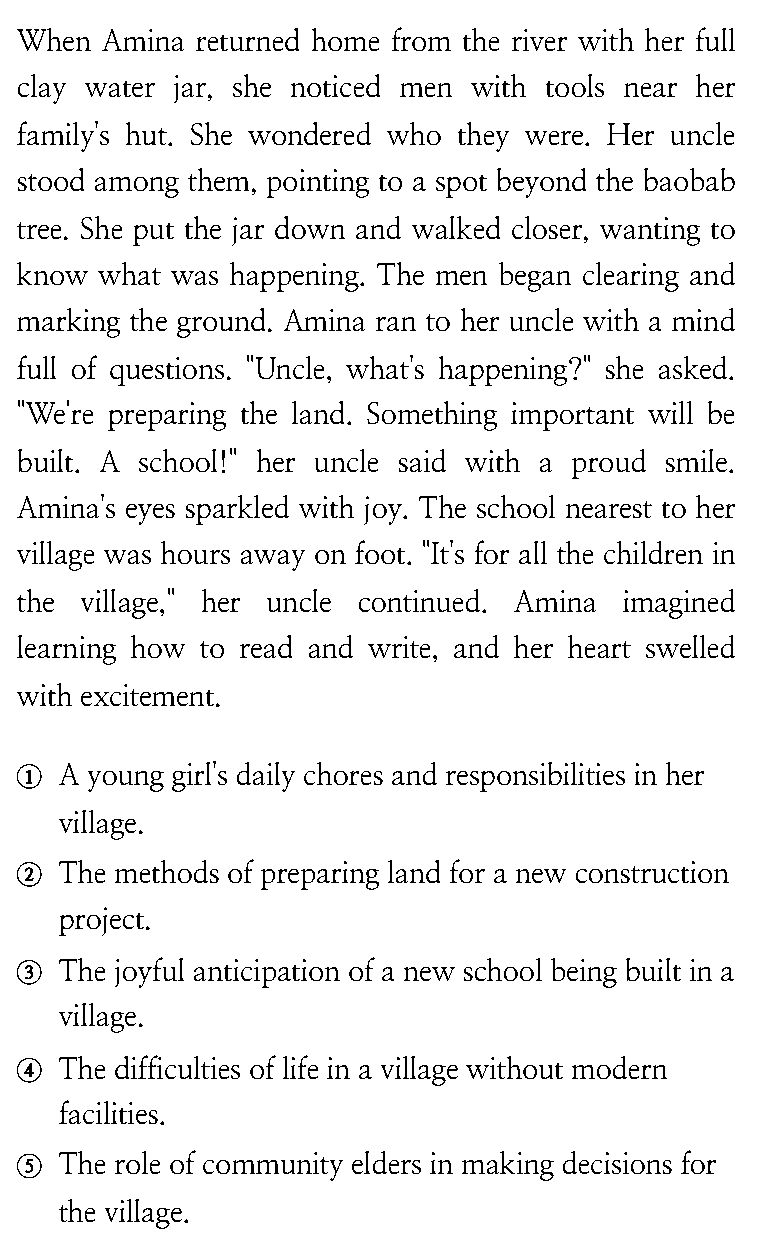 When Amina returned home from the river with her full
clay water jar, she noticed men with tools near her
family's hut. She wondered who they were. Her uncle
stood among them, pointing to a spot beyond the baobab
tree. She put the jar down and walked closer, wanting to
know what was happening. The men began clearing and
marking the ground. Amina ran to her uncle with a mind
full of questions. "Uncle, what's happening?" she asked.
"We're preparing the land. Something important will be
built. A school!" her uncle said with a proud smile.
Amina's eyes sparkled with joy. The school nearest to her
village was hours away on foot. "It's for all the children in
the village," her uncle continued. Amina imagined
learning how to read and write, and her heart swelled
with excitement.
① A young girl's daily chores and responsibilities in her
village.
② The methods of preparing land for a new construction
project.
③ The joyful anticipation of a new school being built in a
village.
④ The difficulties of life in a village without modern
facilities.
⑤ The role of community elders in making decisions for
the village.